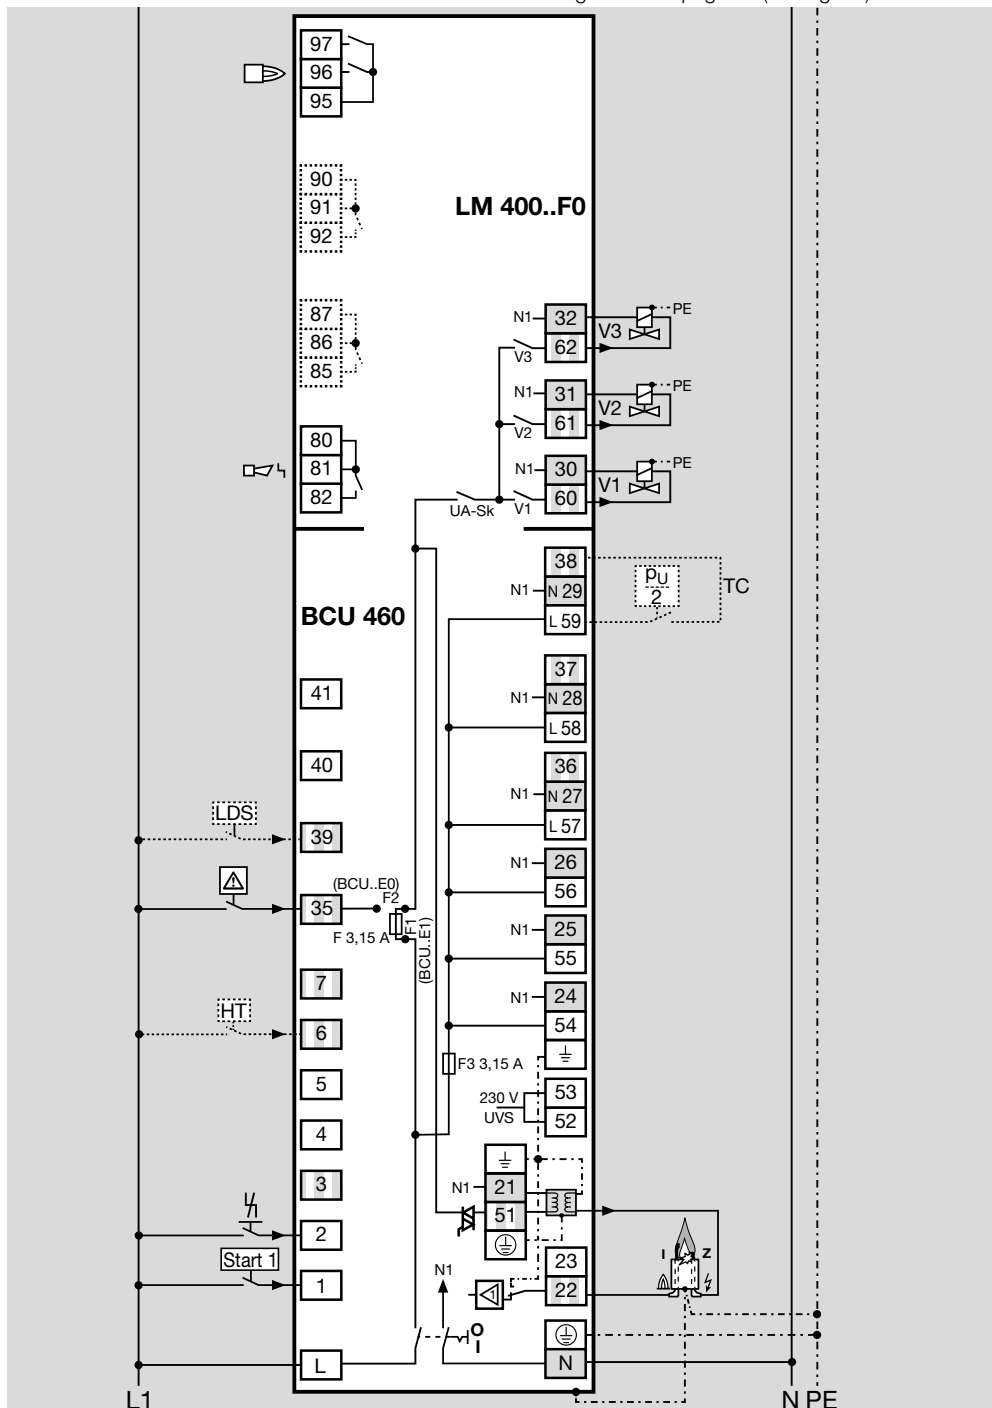 97
96
95
90
91
92
LM 400..F0
87
86
85
N1 32 PE
V3
V3 62
N1 31 PE
V2
V2 61
80
81
82
N1 30 PE
V1
UA-Sk V1 60
38
BCU 460
N1 N 29
pU
2
TC
L 59
41
37
N1 N 28
L 58
40
36
N1 N 27
L 57
LDS
39
N1 26
56
(BCU..E0)
35
F2
F 3,15 A
F1
(BCU..E1)
N1 25
55
7
N1 24
54
HT
6
F3 3,15 A
5
230 V
UVS
53
52
4
3
N1 21
51
2
Start 1
1
N1
1
23
22
I Z
O
I
L
N
L1
N PE